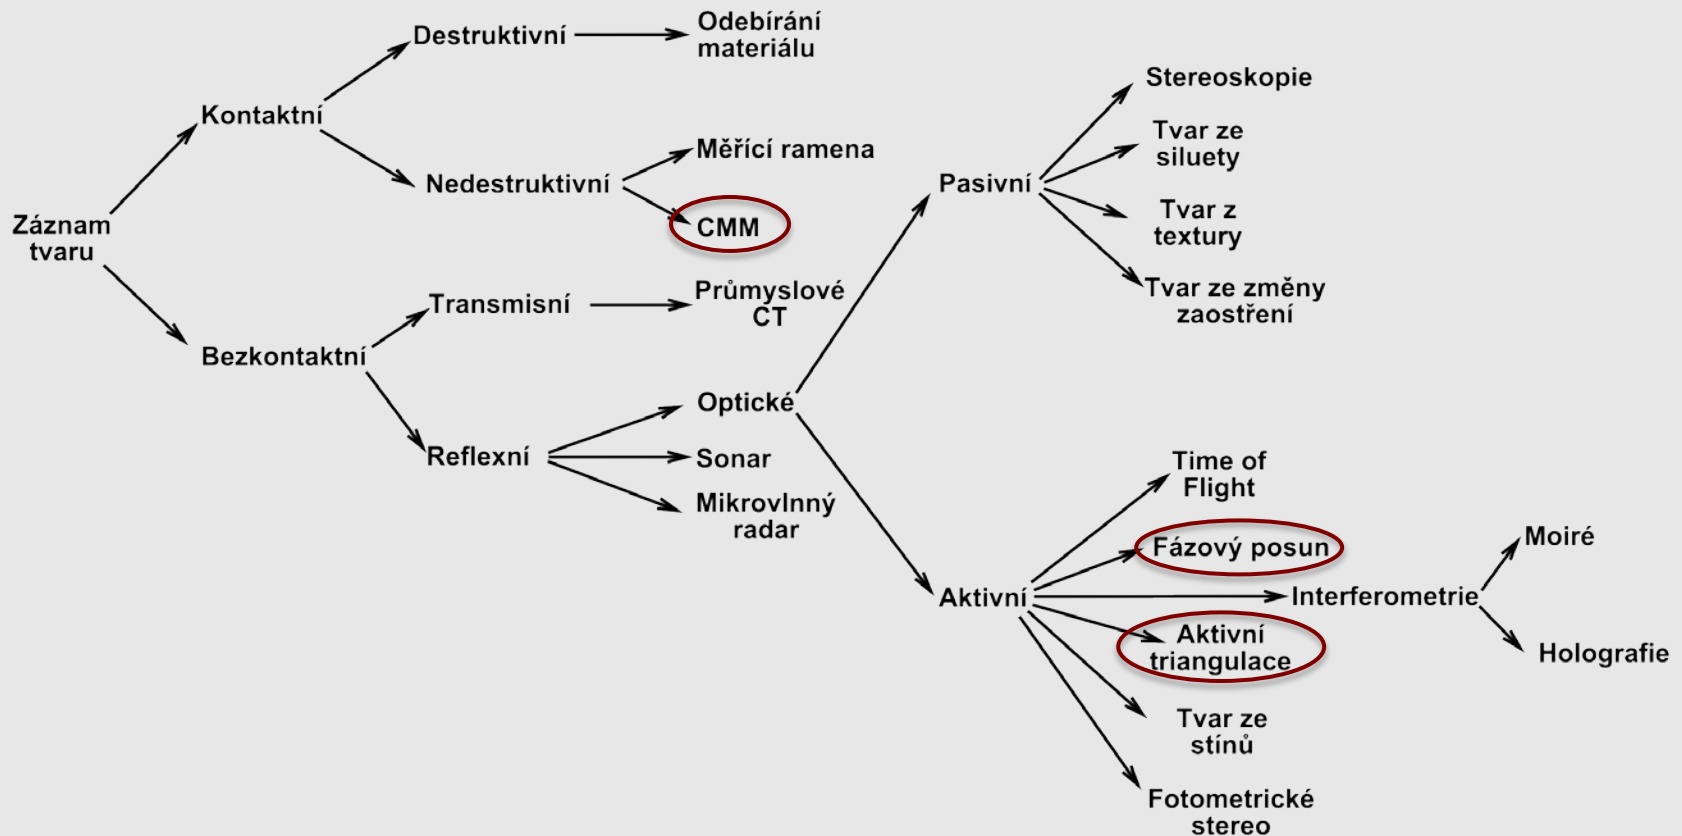 Záznam
tvaru
Kontaktní
Destruktivní
Odebírání
materiálu
Nedestruktivní
Měřící ramena
CMM
Bezkontaktní
Transmisní
Průmyslové
CT
Reflexní
Optické
Sonar
Mikrovlnný
radar
Pasivní
Stereoskopie
Tvar ze
siluety
Tvar z
textury
Tvar ze změny
zaostření
Aktivní
Time of
Flight
Fázový posun
Interferometrie
Moiré
Holografie
Aktivní
triangulace
Tvar ze
stínů
Fotometrické
stereo